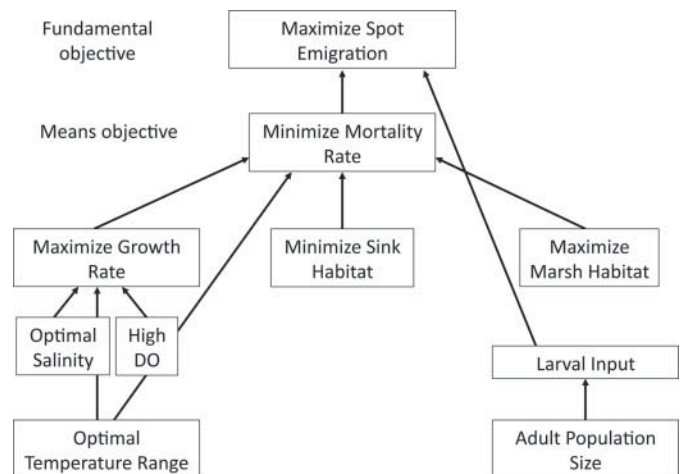 Fundamental
objective
Maximize Spot
Emigration
Means objective
Minimize Mortality
Rate
Maximize Growth
Rate
Minimize Sink
Habitat
Maximize
Marsh Habitat
Optimal
Salinity
High
DO
Larval Input
Optimal
Temperature Range
Adult Population
Size